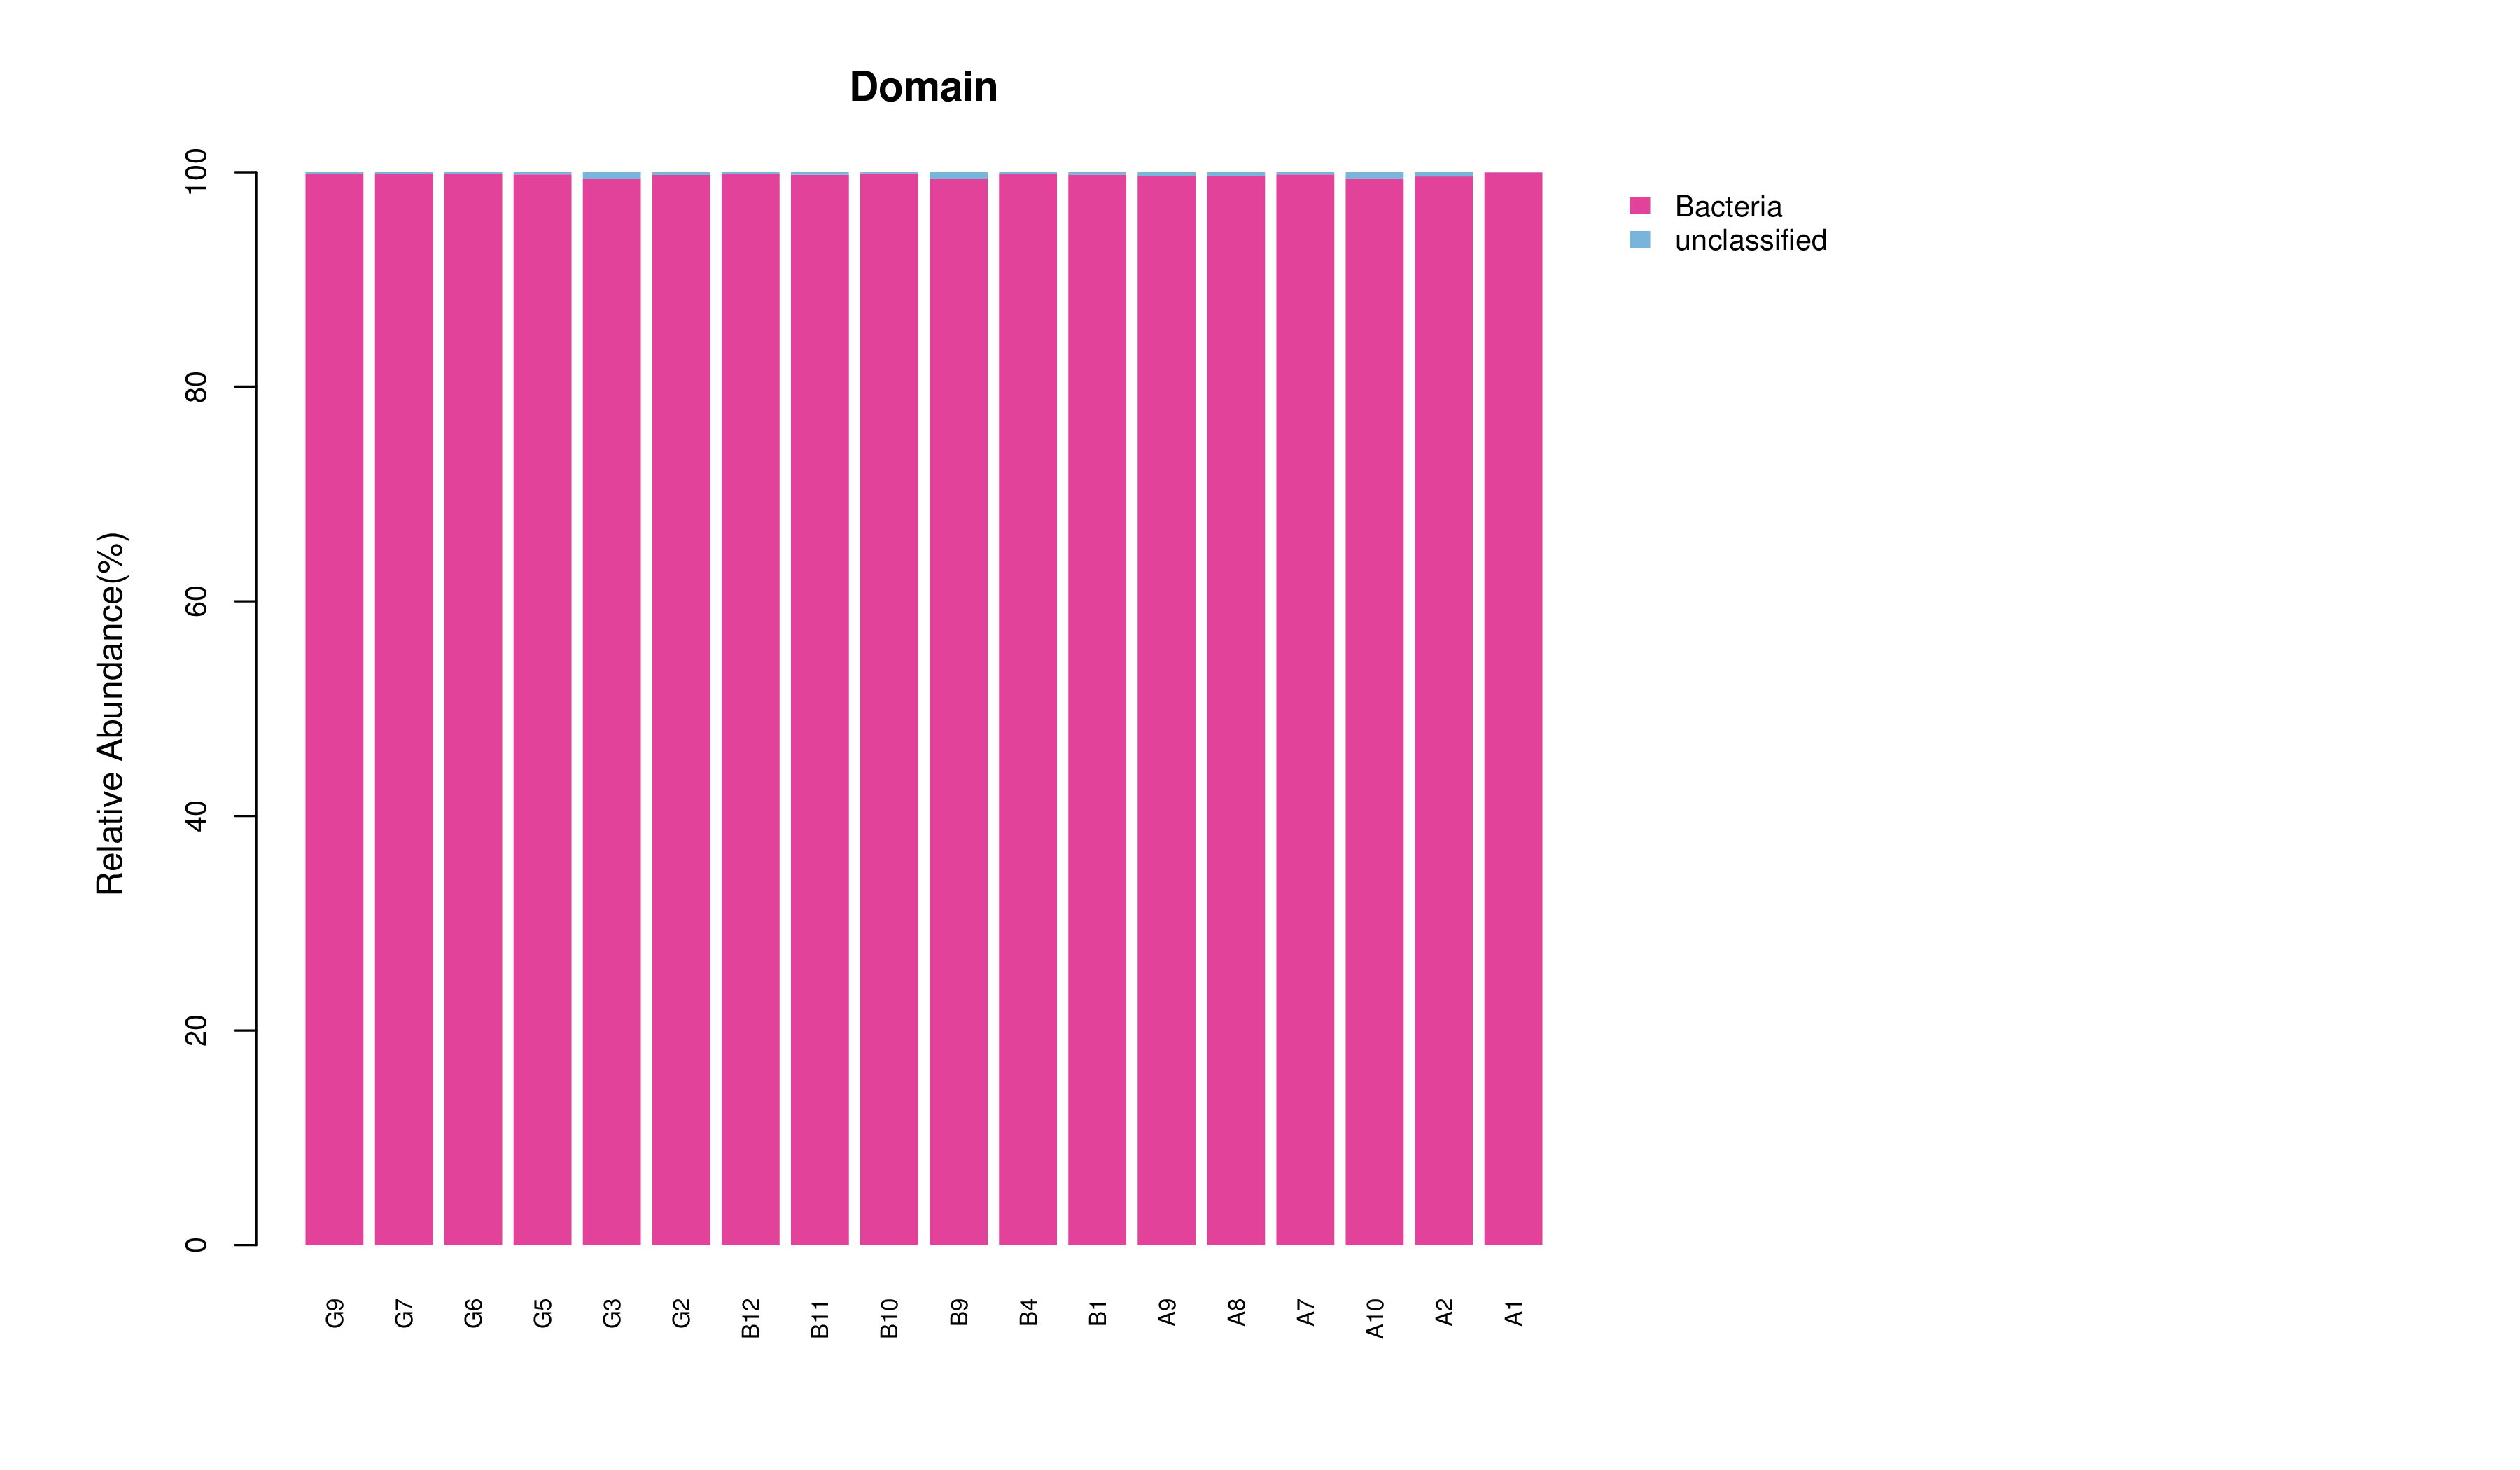 Domain
Relative Abundance(%)
100
80
60
40
20
0
Bacteria
unclassified
G9
G7
G6
G5
G3
G2
B12
B11
B10
B9
B4
B1
A9
A8
A7
A10
A2
A1